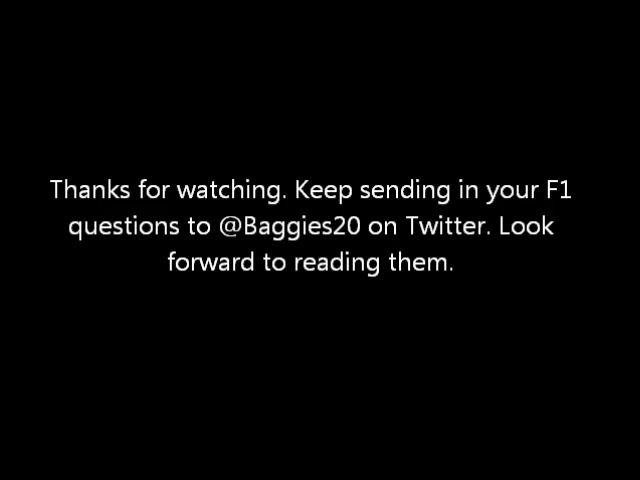 Thanks for watching. Keep sending in your F1
questions to @Baggies20 on Twitter. Look
forward to reading them.